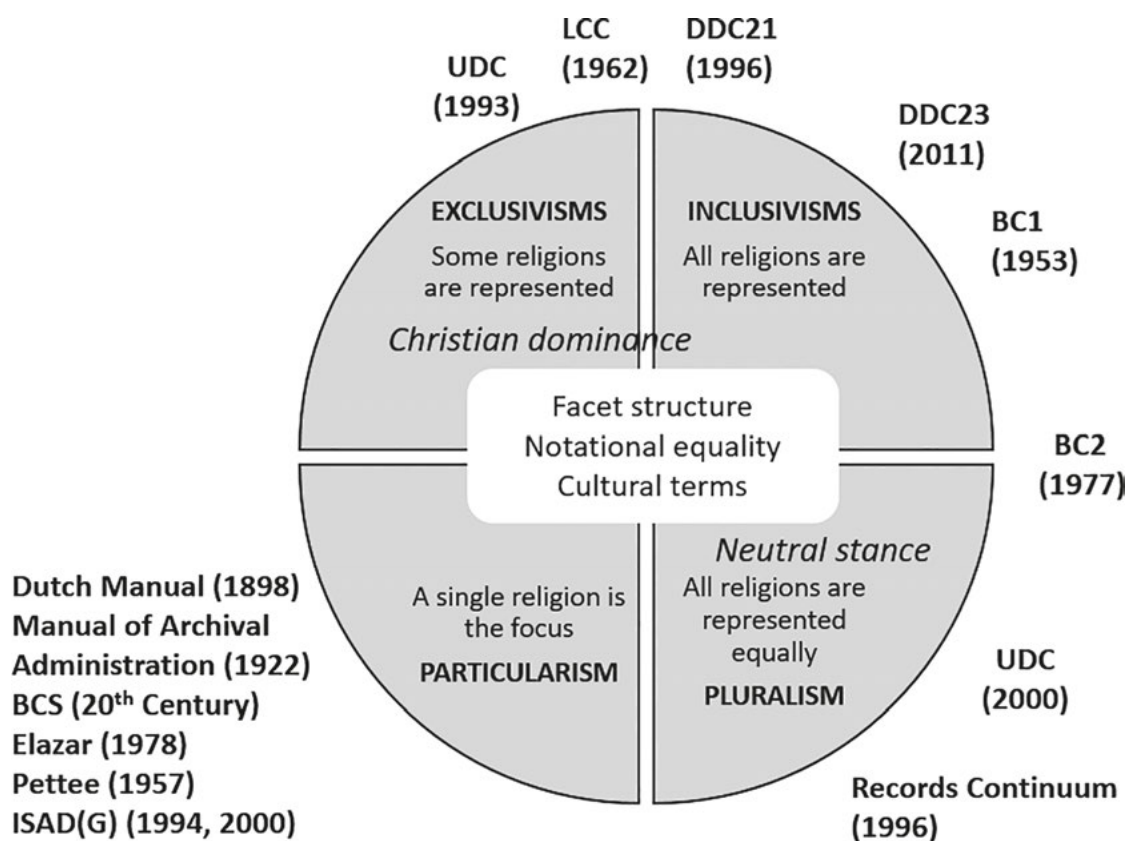 LCC
(1962)
DDC21
(1996)
UDC
(1993)
DDC23
(2011)
BC1
(1953)
EXCLUSIVISMS
Some religions
are represented
INCLUSIVISMS
All religions are
represented
Christian dominance
Facet structure
Notational equality
Cultural terms
BC2
(1977)
Dutch Manual (1898)
Manual of Archival
Administration (1922)
BCS (20th Century)
Elazar (1978)
Pettee (1957)
ISAD(G) (1994, 2000)
A single religion is
the focus
PARTICULARISM
Neutral stance
All religions are
represented
equally
PLURALISM
UDC
(2000)
Records Continuum
(1996)